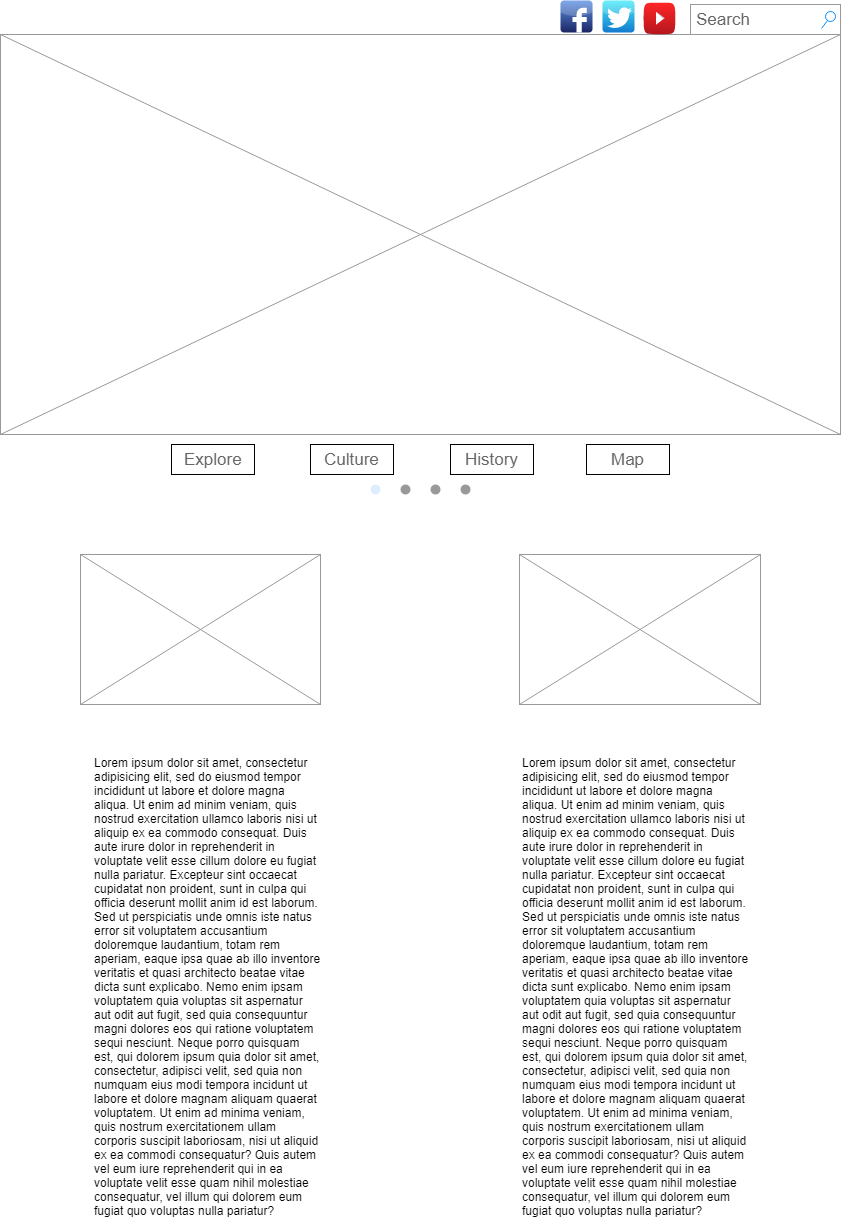 Search
Explore
Culture
History
Map
Lorem ipsum dolor sit amet, consectetur
adipisicing elit, sed do eiusmod tempor
incididunt ut labore et dolore magna
aliqua. Ut enim ad minim veniam, quis
nostrud exercitation ullamco laboris nisi ut
aliquip ex ea commodo consequat. Duis
aute irure dolor in reprehenderit in
voluptate velit esse cillum dolore eu fugiat
nulla pariatur. Excepteur sint occaecat
cupidatat non proident, sunt in culpa qui
officia deserunt mollit anim id est laborum.
Sed ut perspiciatis unde omnis iste natus
error sit voluptatem accusantium
doloremque laudantium, totam rem
aperiam, eaque ipsa quae ab illo inventore
veritatis et quasi architecto beatae vitae
dicta sunt explicabo. Nemo enim ipsam
voluptatem quia voluptas sit aspernatur
aut odit aut fugit, sed quia consequuntur
magni dolores eos qui ratione voluptatem
sequi nesciunt. Neque porro quisquam
est, qui dolorem ipsum quia dolor sit amet,
consectetur, adipisci velit, sed quia non
numquam eius modi tempora incidunt ut
labore et dolore magnam aliquam quaerat
voluptatem. Ut enim ad minima veniam,
quis nostrum exercitationem ullam
corporis suscipit laboriosam, nisi ut aliquid
ex ea commodi consequatur? Quis autem
vel eum iure reprehenderit qui in ea
voluptate velit esse quam nihil molestiae
consequatur, vel illum qui dolorem eum
fugiat quo voluptas nulla pariatur?
Lorem ipsum dolor sit amet, consectetur
adipisicing elit, sed do eiusmod tempor
incididunt ut labore et dolore magna
aliqua. Ut enim ad minim veniam, quis
nostrud exercitation ullamco laboris nisi ut
aliquip ex ea commodo consequat. Duis
aute irure dolor in reprehenderit in
voluptate velit esse cillum dolore eu fugiat
nulla pariatur. Excepteur sint occaecat
cupidatat non proident, sunt in culpa qui
officia deserunt mollit anim id est laborum.
Sed ut perspiciatis unde omnis iste natus
error sit voluptatem accusantium
doloremque laudantium, totam rem
aperiam, eaque ipsa quae ab illo inventore
veritatis et quasi architecto beatae vitae
dicta sunt explicabo. Nemo enim ipsam
voluptatem quia voluptas sit aspernatur
aut odit aut fugit, sed quia consequuntur
magni dolores eos qui ratione voluptatem
sequi nesciunt. Neque porro quisquam
est, qui dolorem ipsum quia dolor sit amet,
consectetur, adipisci velit, sed quia non
numquam eius modi tempora incidunt ut
labore et dolore magnam aliquam quaerat
voluptatem. Ut enim ad minima veniam,
quis nostrum exercitationem ullam
corporis suscipit laboriosam, nisi ut aliquid
ex ea commodi consequatur? Quis autem
vel eum iure reprehenderit qui in ea
voluptate velit esse quam nihil molestiae
consequatur, vel illum qui dolorem eum
fugiat quo voluptas nulla pariatur?